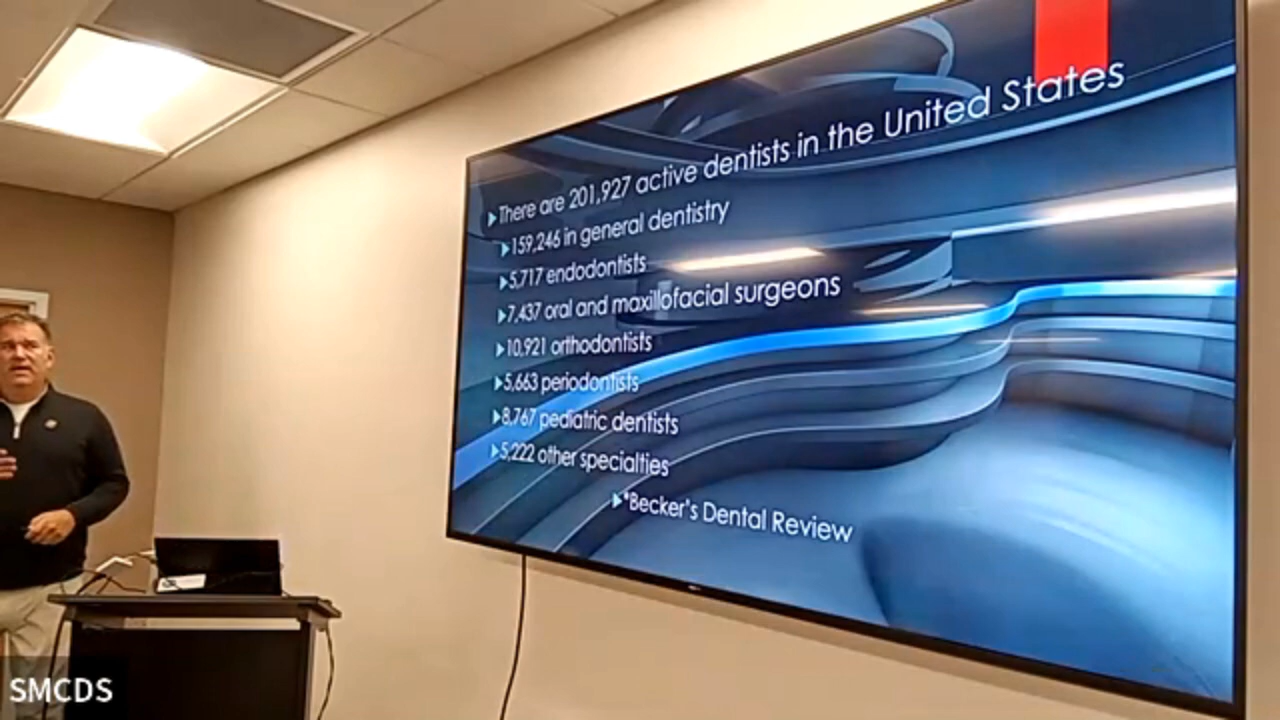 There are 201,927 active dentists in the United States
159,246 in general dentistry
5,717 endodontists
7,437 oral and maxillofacial surgeons
10,921 orthodontists
5,663 periodontists
8,767 pediatric dentists
5,222 other specialties
*Becker's Dental Review
SMCDS